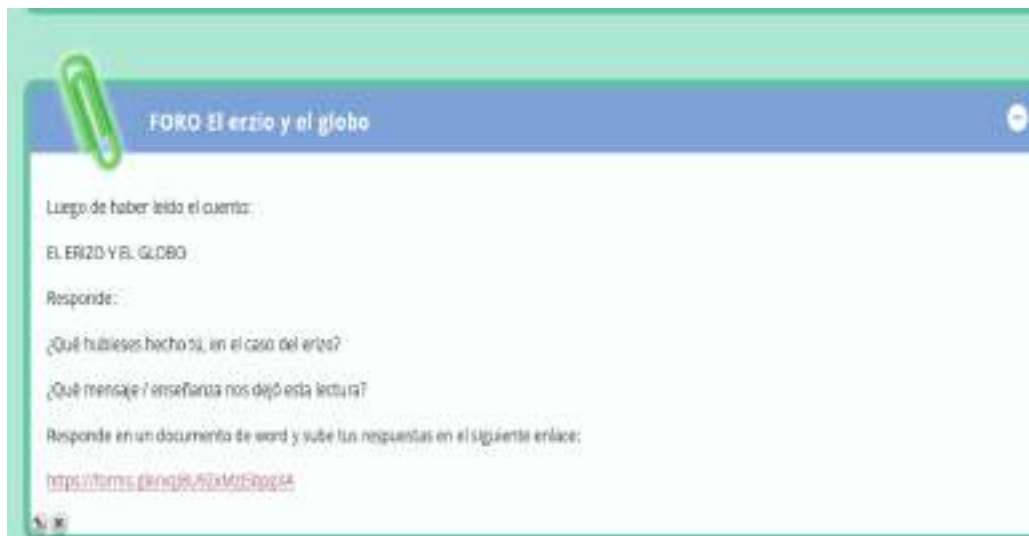 FORO El erzio y el globo
Luego de haber leído el cuento:
EL ERIZO Y EL GLOBO
Responde:
¿Qué hubieses hecho tú, en el caso del erizo?
¿Qué mensaje / enseñanza nos dejó esta lectura?
Responde en un documento de word y sube tus respuestas en el siguiente enlace: